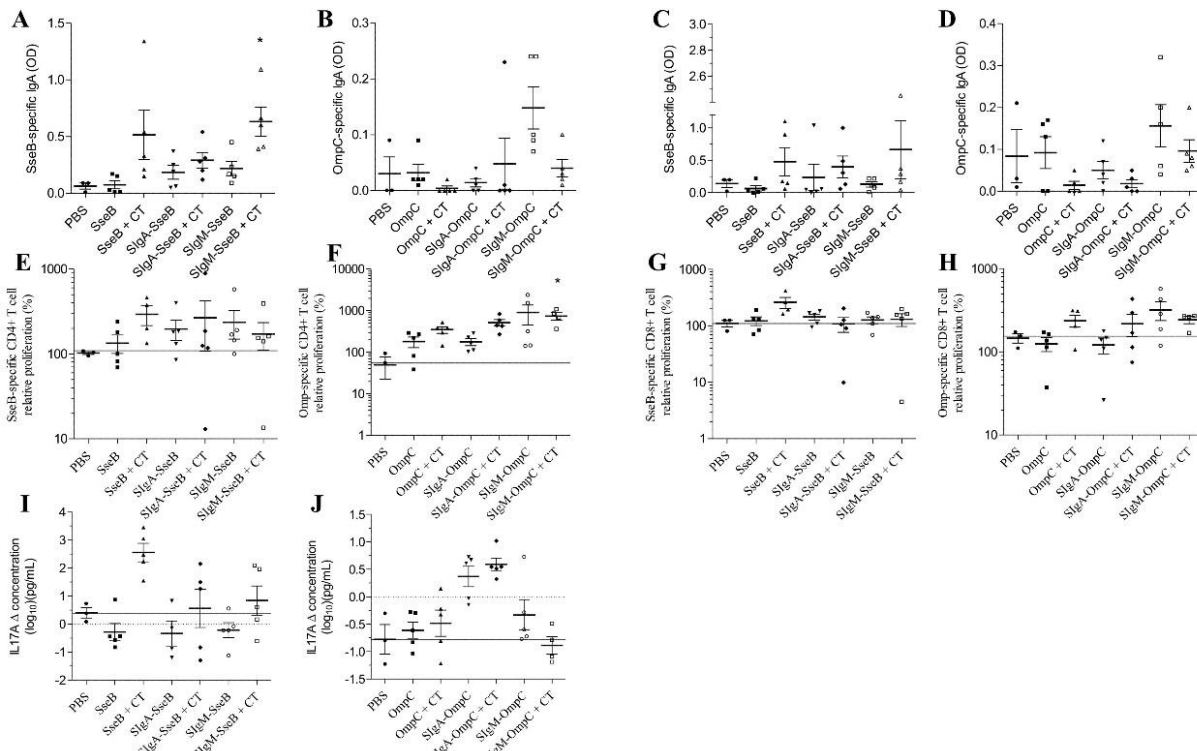 A
SseB-specific IgA (OD)
1.5
1.0
0.5
0.0
*
PBS
SseB
SseB + CT
SIgA-SseB
SIgA-SseB + CT
SIgM-SseB
SIgM-SseB + CT
B
OmpC-specific IgA (OD)
0.3
0.2
0.1
0.0
PBS
OmpC
OmpC + CT
SIgA-OmpC
SIgA-OmpC + CT
SIgM-OmpC
SIgM-OmpC + CT
C
SseB-specific IgA (OD)
3.0
2.7
2.4
1.0
0.5
0.0
PBS
SseB
SseB + CT
SIgA-SseB
SIgA-SseB + CT
SIgM-SseB
SIgM-SseB + CT
D
OmpC-specific IgA (OD)
0.4
0.3
0.2
0.1
0.0
PBS
OmpC
OmpC + CT
SIgA-OmpC
SIgA-OmpC + CT
SIgM-OmpC
SIgM-OmpC + CT
E
SseB-specific CD4+ T cell
relative proliferation (%)
1000
100
10
PBS
SseB
SseB + CT
SIgA-SseB
SIgA-SseB + CT
SIgM-SseB
SIgM-SseB + CT
F
Omp-specific CD4+ T cell
relative proliferation (%)
10000
1000
100
10
1
*
PBS
OmpC
OmpC + CT
SIgA-OmpC
SIgA-OmpC + CT
SIgM-OmpC
SIgM-OmpC + CT
G
SseB-specific CD8+ T cell
relative proliferation (%)
1000
100
10
1
PBS
SseB
SseB + CT
SIgA-SseB
SIgA-SseB + CT
SIgM-SseB
SIgM-SseB + CT
H
Omp-specific CD8+ T cell
relative proliferation (%)
1000
100
10
PBS
OmpC
OmpC + CT
SIgA-OmpC
SIgA-OmpC + CT
SIgM-OmpC
SIgM-OmpC + CT
I
IL17A Δ concentration
(log10)(pg/mL)
4
3
2
1
0
-1
-2
PBS
SseB
SseB + CT
SIgA-SseB
SIgA-SseB + CT
SIgM-SseB
SIgM-SseB + CT
J
IL17A Δ concentration
(log10)(pg/mL)
1.5
1.0
0.5
0.0
-0.5
-1.0
-1.5
PBS
OmpC
OmpC + CT
SIgA-OmpC
SIgA-OmpC + CT
SIgM-OmpC
SIgM-OmpC + CT